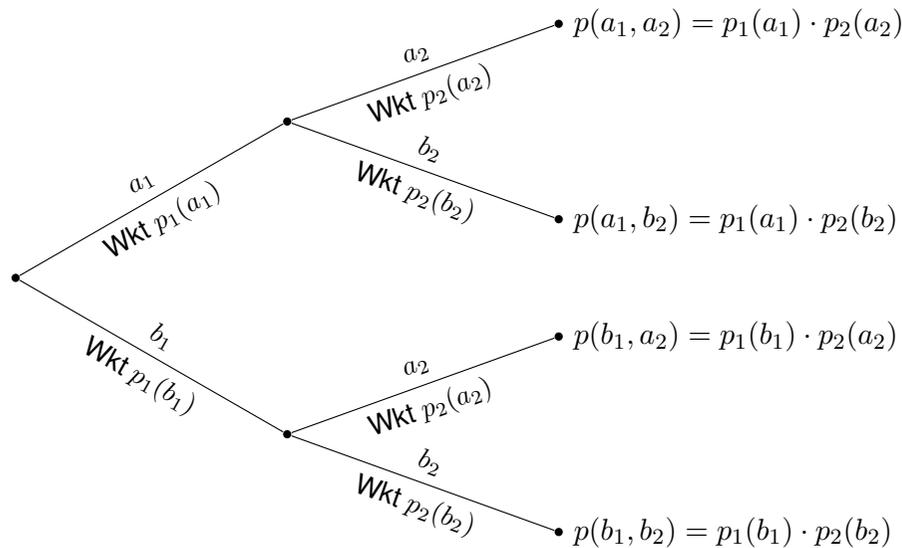 a₂
Wkt p₂(a₂)
p(a₁, a₂) = p₁(a₁) · p₂(a₂)
a₁
Wkt p₁(a₁)
b₂
Wkt p₂(b₂)
p(a₁, b₂) = p₁(a₁) · p₂(b₂)
b₁
Wkt p₁(b₁)
a₂
Wkt p₂(a₂)
p(b₁, a₂) = p₁(b₁) · p₂(a₂)
b₂
Wkt p₂(b₂)
p(b₁, b₂) = p₁(b₁) · p₂(b₂)